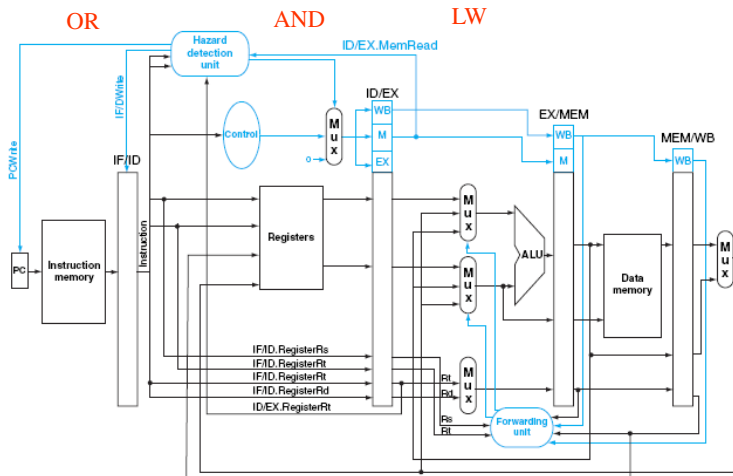 OR
AND
LW
Hazard
detection
unit
ID/EX.MemRead
ID/EX
IF/DWrite
PCWrite
Control
M
u
x
0
WB
M
EX
EX/MEM
WB
M
MEM/WB
WB
IF/ID
PC
Instruction
memory
Instruction
Registers
M
u
x
M
u
x
ALU
Data
memory
M
u
x
IF/ID.RegisterRs
IF/ID.RegisterRt
IF/ID.RegisterRt
IF/ID.RegisterRd
ID/EX.RegisterRt
Rt
Rd
M
u
x
Rs
Rt
Forwarding
unit